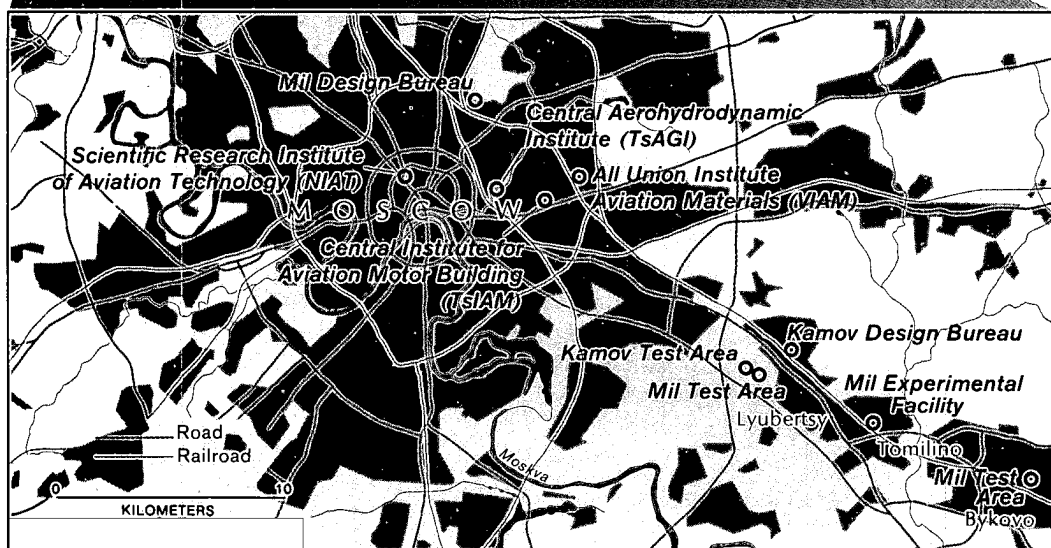 Mil Design Bureau
Central Aerohydrodynamic
Institute (TsAGI)
Scientific Research Institute
of Aviation Technology (NIAT)
All Union Institute
Aviation Materials (VIAM)
MOSCOW
Central Institute for
Aviation Motor Building
(TsIAM)
Kamov Design Bureau
Kamov Test Area
Mil Test Area
Mil Experimental
Facility
Lyubertsy
Road
Railroad
Tomilino
Moskva
Mil Test
Area
Bykovo
0 10
KILOMETERS